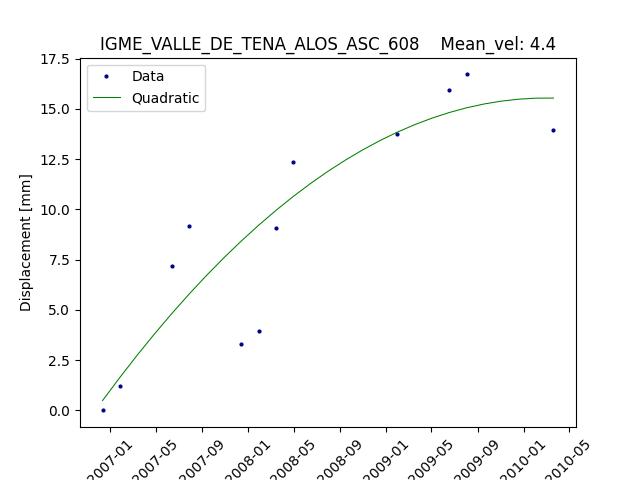 IGME_VALLE_DE_TENA_ALOS_ASC_608 Mean_vel: 4.4
Data
Quadratic
Displacement [mm]
17.5
15.0
12.5
10.0
7.5
5.0
2.5
0.0
2007-01 2007-05 2007-09 2008-01 2008-05 2008-09 2009-01 2009-05 2009-09 2010-01 2010-05